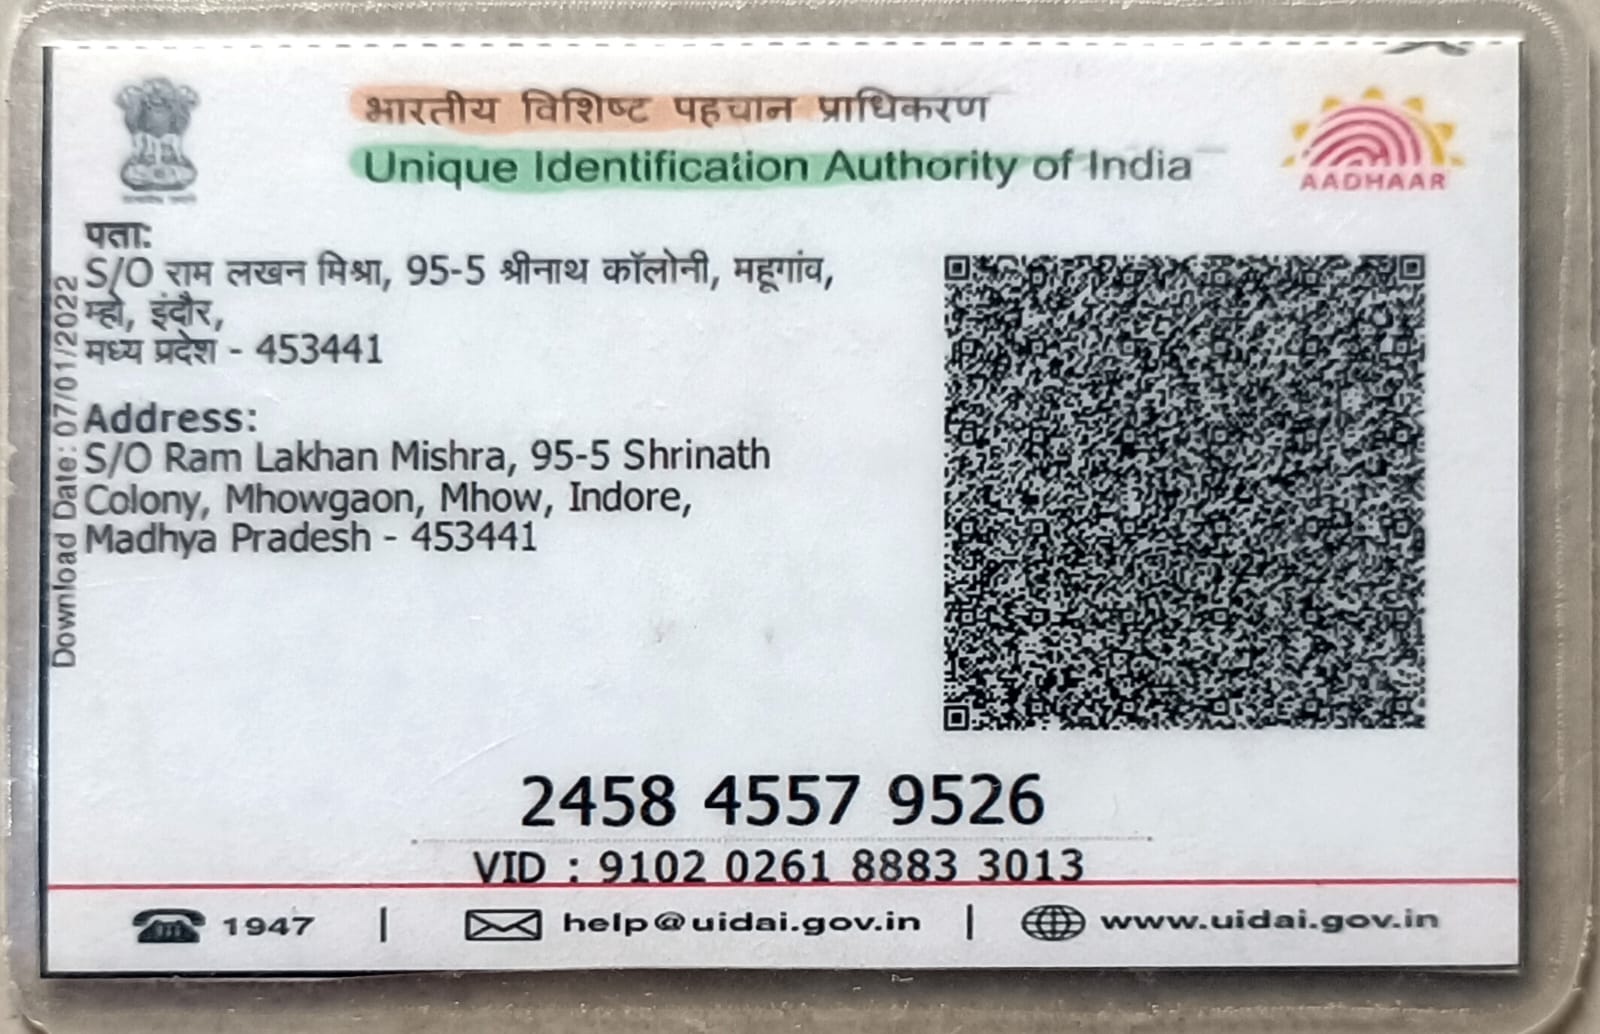 भारतीय विशिष्ट पहचान प्राधिकरण
Unique Identification Authority of India
AADHAAR
पता:
S/O राम लखन मिश्रा, 95-5 श्रीनाथ कॉलोनी, महूगांव,
म्हो, इंदौर,
मध्य प्रदेश - 453441
Address:
S/O Ram Lakhan Mishra, 95-5 Shrinath
Colony, Mhowgaon, Mhow, Indore,
Madhya Pradesh - 453441
Download Date: 07/01/2022
2458 4557 9526
VID : 9102 0261 8883 3013
1947 | help@uidai.gov.in | www.uidai.gov.in